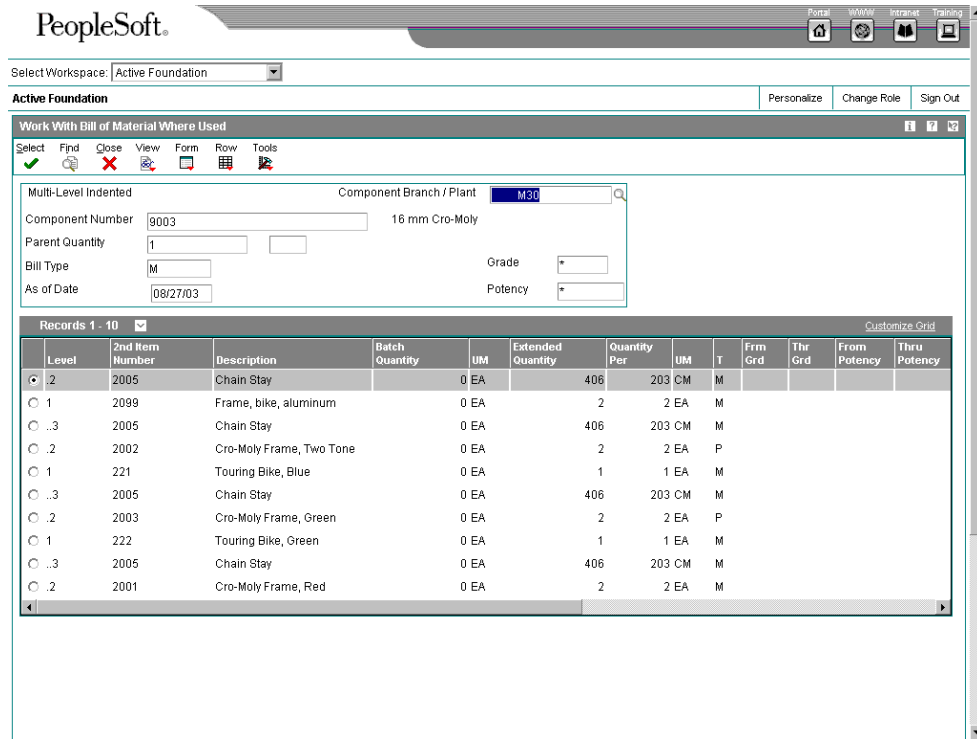 PeopleSoft.
Portal WWW Intranet Training
Select Workspace: Active Foundation
Active Foundation Personalize Change Role Sign Out
Work With Bill of Material Where Used
Select Find Close View Form Row Tools
Multi-Level Indented Component Branch / Plant M30
Component Number 9003 16 mm Cro-Moly
Parent Quantity 1
Bill Type M Grade *
As of Date 08/27/03 Potency *
Records 1 - 10 Customize Grid
Level 2nd Item Number Description Batch Quantity UM Extended Quantity Quantity Per UM T Frm Grd Thr Grd From Potency Thru Potency
.2 2005 Chain Stay 0 EA 406 203 CM M
1 2099 Frame, bike, aluminum 0 EA 2 2 EA M
..3 2005 Chain Stay 0 EA 406 203 CM M
.2 2002 Cro-Moly Frame, Two Tone 0 EA 2 2 EA P
1 221 Touring Bike, Blue 0 EA 1 1 EA M
..3 2005 Chain Stay 0 EA 406 203 CM M
.2 2003 Cro-Moly Frame, Green 0 EA 2 2 EA P
1 222 Touring Bike, Green 0 EA 1 1 EA M
..3 2005 Chain Stay 0 EA 406 203 CM M
.2 2001 Cro-Moly Frame, Red 0 EA 2 2 EA M